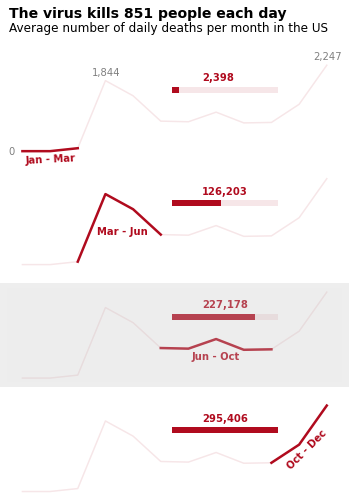 The virus kills 851 people each day
Average number of daily deaths per month in the US
2,247
1,844
2,398
0
Jan - Mar
126,203
Mar - Jun
227,178
Jun - Oct
295,406
Oct - Dec